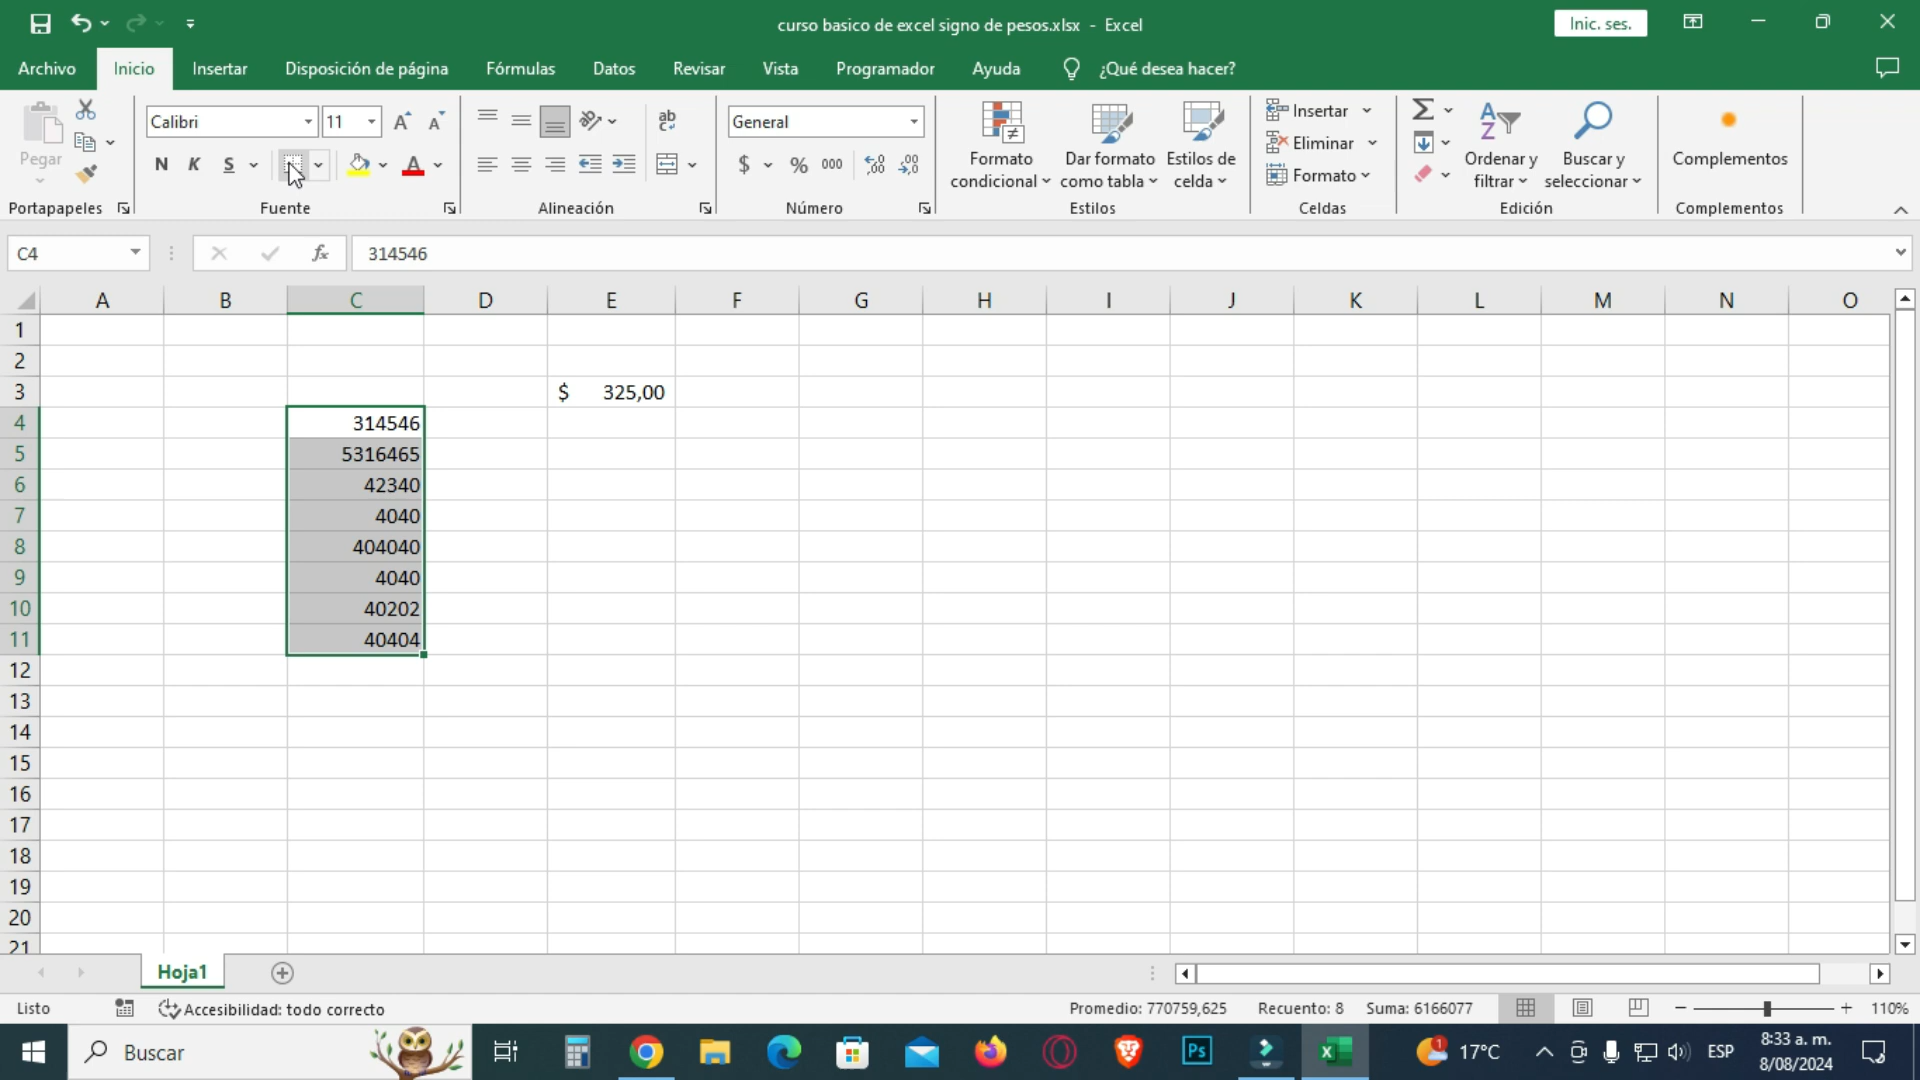 curso basico de excel signo de pesos.xlsx - Excel
Inic. ses.
Archivo Inicio Insertar Disposición de página Fórmulas Datos Revisar Vista Programador Ayuda ¿Qué desea hacer?
Pegar
Calibri 11
N K S
ab
General
$ % 000
Formato condicional
Dar formato como tabla
Estilos de celda
Insertar
Eliminar
Formato
Ordenar y filtrar
Buscar y seleccionar
Complementos
Portapapeles Fuente Alineación Número Estilos Celdas Edición Complementos
C4 fx 314546
A B C D E F G H I J K L M N O
1
2
3 $ 325,00
4 314546
5 5316465
6 42340
7 4040
8 404040
9 4040
10 40202
11 40404
12
13
14
15
16
17
18
19
20
21
Hoja1
Listo Accesibilidad: todo correcto Promedio: 770759,625 Recuento: 8 Suma: 6166077 110%
Buscar Ps 17°C ESP 8:33 a. m.
8/08/2024